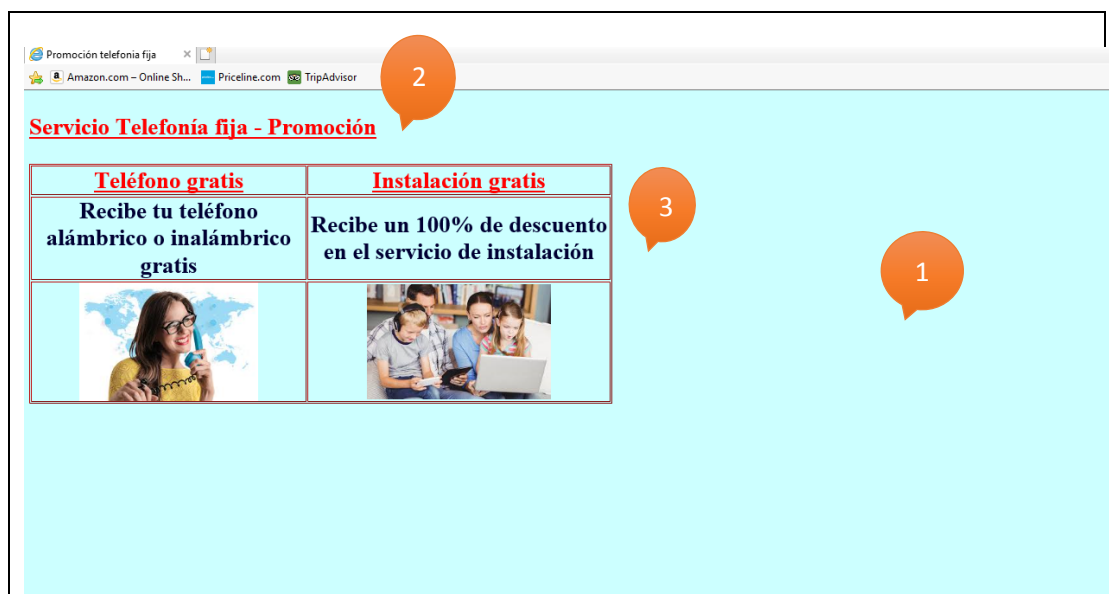 Promoción telefonia fija
Amazon.com – Online Sh... Priceline.com TripAdvisor
2
Servicio Telefonía fija - Promoción
Teléfono gratis Instalación gratis
3
Recibe tu teléfono
alámbrico o inalámbrico
gratis
Recibe un 100% de descuento
en el servicio de instalación
1